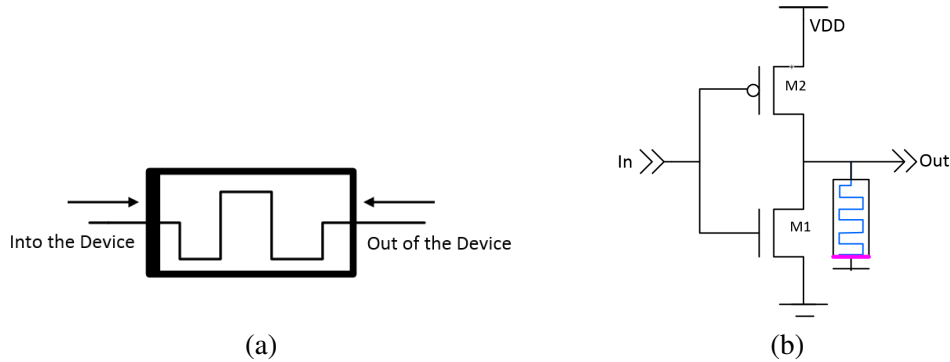 Into the Device
Out of the Device
(a)
VDD
M2
In
Out
M1
(b)